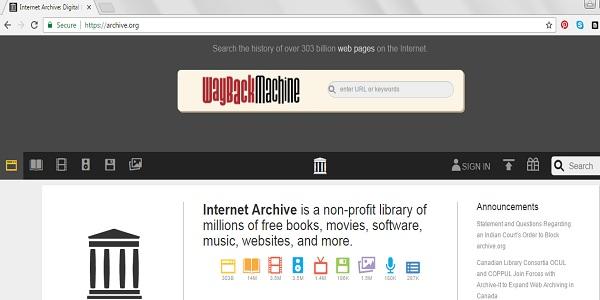 Internet Archive: Digital
Secure https://archive.org
Search the history of over 303 billion web pages on the Internet.
WayBackMachine
enter URL or keywords
SIGN IN
Search
Internet Archive is a non-profit library of
millions of free books, movies, software,
music, websites, and more.
303B 14M 3.5M 3.5M 1.4M 196K 1.5M 180K 287K
Announcements
Statement and Questions Regarding
an Indian Court's Order to Block
archive.org
Canadian Library Consortia OCUL
and COPPUL Join Forces with
Archive-It to Expand Web Archiving in
Canada